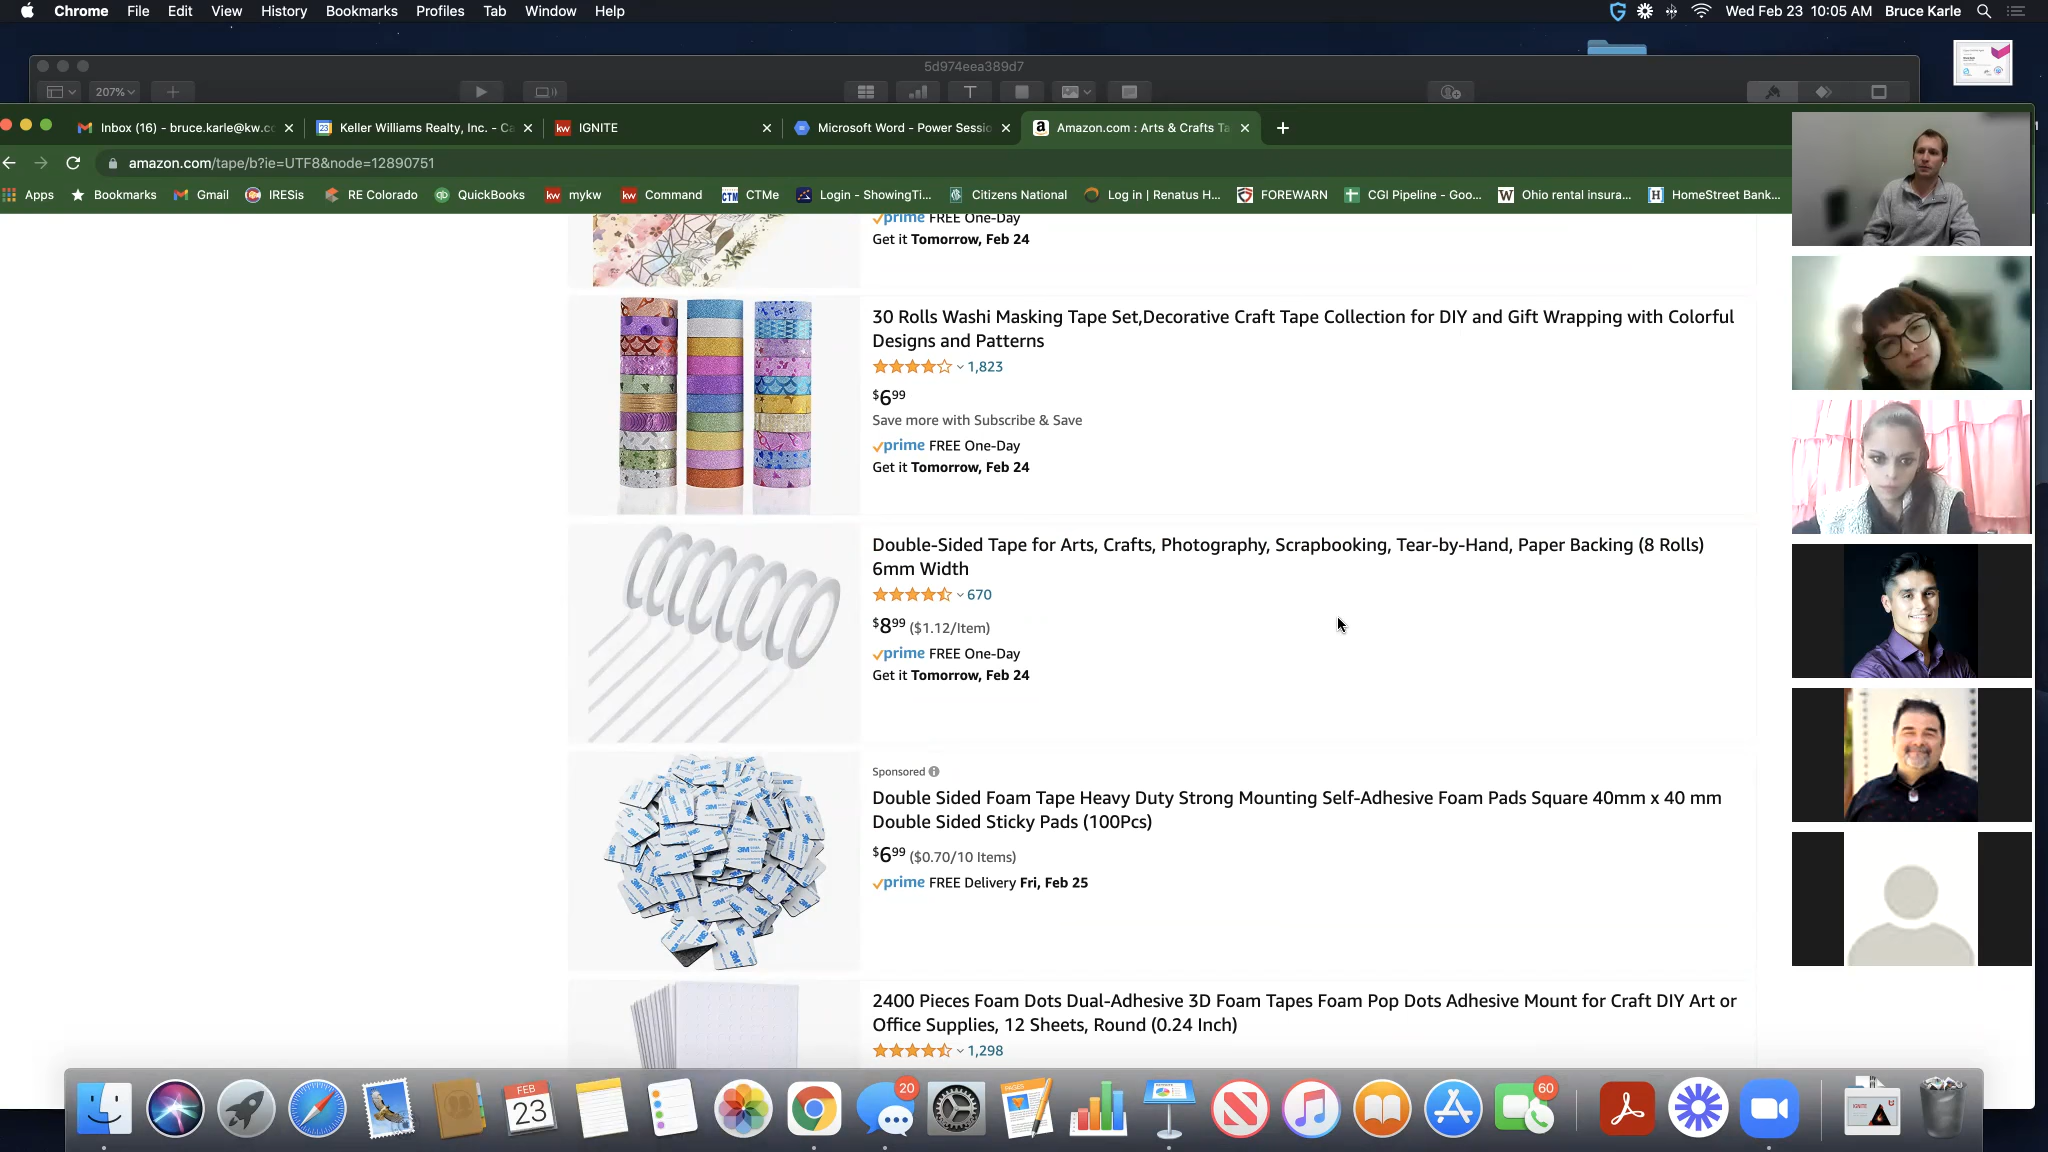 Chrome File Edit View History Bookmarks Profiles Tab Window Help
Wed Feb 23 10:05 AM Bruce Karle
5d974eea389d7
207%
Inbox (16) - bruce.karle@kw.cc
Keller Williams Realty, Inc. - Ca
kw IGNITE
Microsoft Word - Power Sessio
Amazon.com : Arts & Crafts Ta
amazon.com/tape/b?ie=UTF8&node=12890751
Apps Bookmarks Gmail IRESis RE Colorado QuickBooks kw mykw kw Command CTM CTMe Login - ShowingTi... Citizens National Log in | Renatus H... FOREWARN CGI Pipeline - Goo... W Ohio rental insura... H HomeStreet Bank...
prime FREE One-Day
Get it Tomorrow, Feb 24
30 Rolls Washi Masking Tape Set,Decorative Craft Tape Collection for DIY and Gift Wrapping with Colorful
Designs and Patterns
1,823
$6.99
Save more with Subscribe & Save
prime FREE One-Day
Get it Tomorrow, Feb 24
Double-Sided Tape for Arts, Crafts, Photography, Scrapbooking, Tear-by-Hand, Paper Backing (8 Rolls)
6mm Width
670
$8.99 ($1.12/Item)
prime FREE One-Day
Get it Tomorrow, Feb 24
Sponsored
Double Sided Foam Tape Heavy Duty Strong Mounting Self-Adhesive Foam Pads Square 40mm x 40 mm
Double Sided Sticky Pads (100Pcs)
$6.99 ($0.70/10 Items)
prime FREE Delivery Fri, Feb 25
3M
2400 Pieces Foam Dots Dual-Adhesive 3D Foam Tapes Foam Pop Dots Adhesive Mount for Craft DIY Art or
Office Supplies, 12 Sheets, Round (0.24 Inch)
1,298
FEB
23
20
PAGES
60
IGNITE